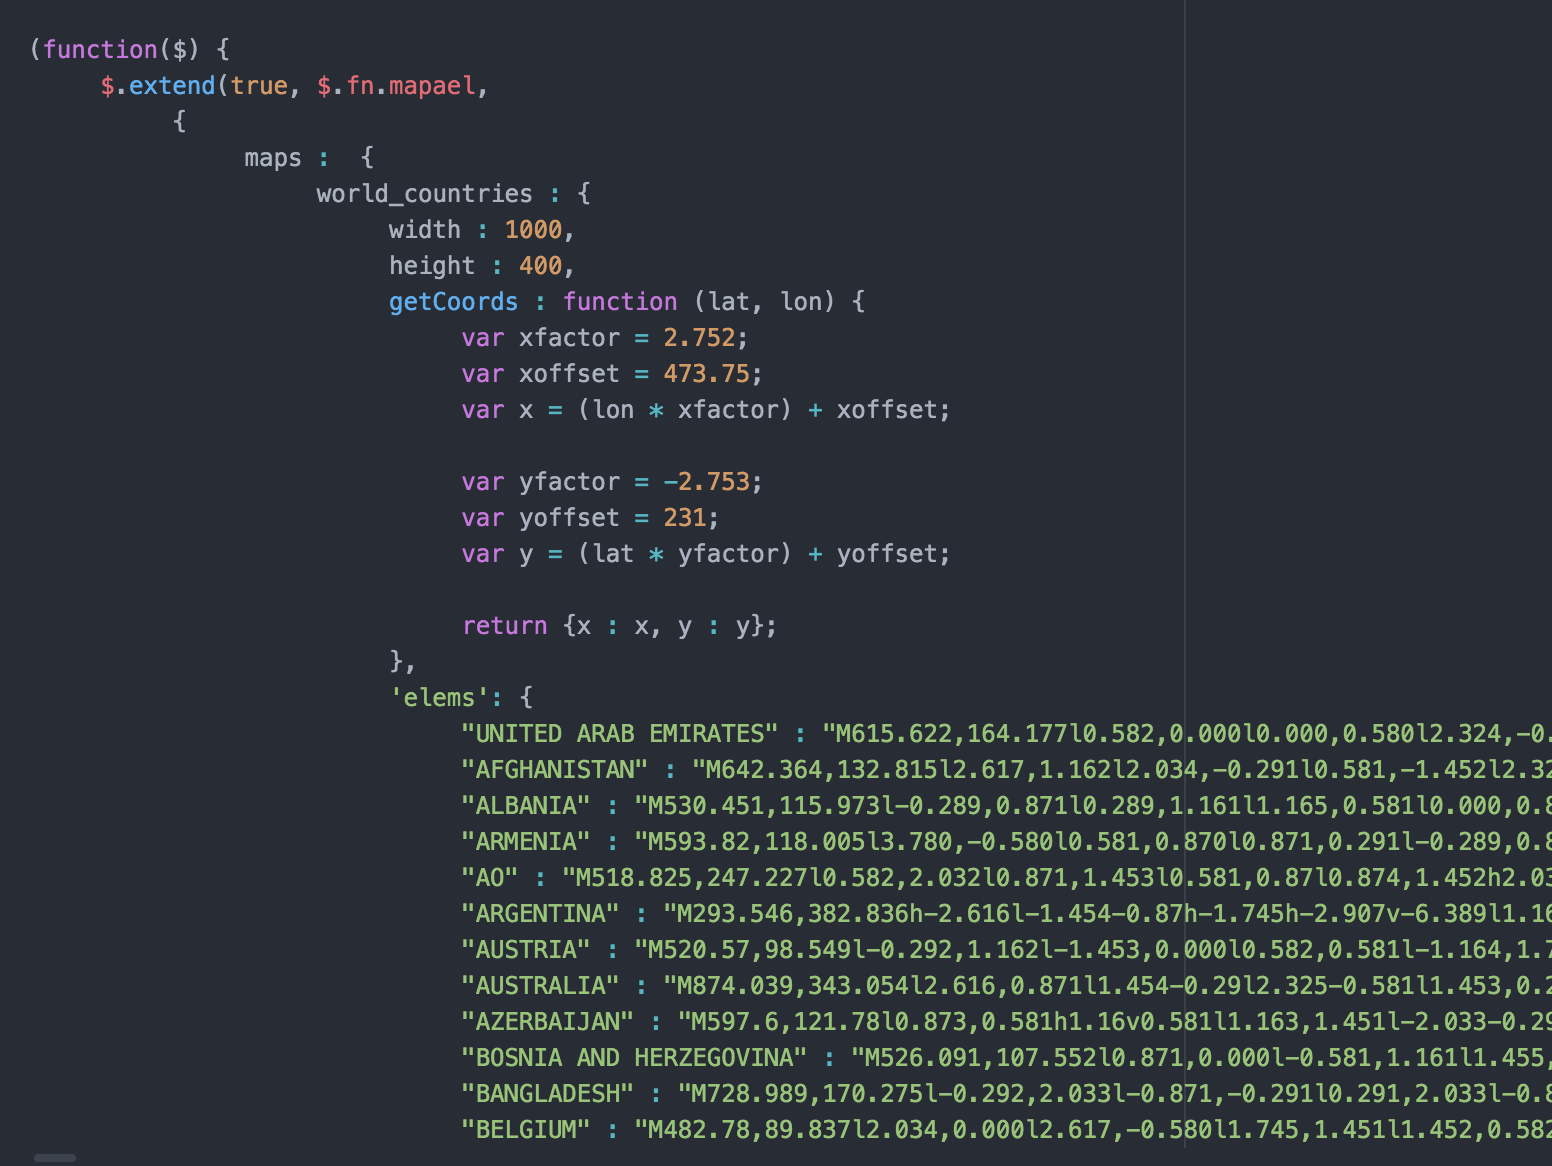 (function($) {
$.extend(true, $.fn.mapael,
{
maps :  {
world_countries : {
width : 1000,
height : 400,
getCoords : function (lat, lon) {
var xfactor = 2.752;
var xoffset = 473.75;
var x = (lon * xfactor) + xoffset;
var yfactor = -2.753;
var yoffset = 231;
var y = (lat * yfactor) + yoffset;
return {x : x, y : y};
},
'elems': {
"UNITED ARAB EMIRATES" : "M615.622,164.177l0.582,0.000l0.000,0.580l2.324,-0.
"AFGHANISTAN" : "M642.364,132.815l2.617,1.162l2.034,-0.291l0.581,-1.452l2.32
"ALBANIA" : "M530.451,115.973l-0.289,0.871l0.289,1.161l1.165,0.581l0.000,0.8
"ARMENIA" : "M593.82,118.005l3.780,-0.580l0.581,0.870l0.871,0.291l-0.289,0.8
"AO" : "M518.825,247.227l0.582,2.032l0.871,1.453l0.581,0.87l0.874,1.452h2.03
"ARGENTINA" : "M293.546,382.836h-2.616l-1.454-0.87h-1.745h-2.907v-6.389l1.16
"AUSTRIA" : "M520.57,98.549l-0.292,1.162l-1.453,0.000l0.582,0.581l-1.164,1.7
"AUSTRALIA" : "M874.039,343.054l2.616,0.871l1.454-0.29l2.325-0.581l1.453,0.2
"AZERBAIJAN" : "M597.6,121.78l0.873,0.581h1.16v0.581l1.163,1.451l-2.033-0.29
"BOSNIA AND HERZEGOVINA" : "M526.091,107.552l0.871,0.000l-0.581,1.161l1.455,
"BANGLADESH" : "M728.989,170.275l-0.292,2.033l-0.871,-0.291l0.291,2.033l-0.8
"BELGIUM" : "M482.78,89.837l2.034,0.000l2.617,-0.580l1.745,1.451l1.452,0.582